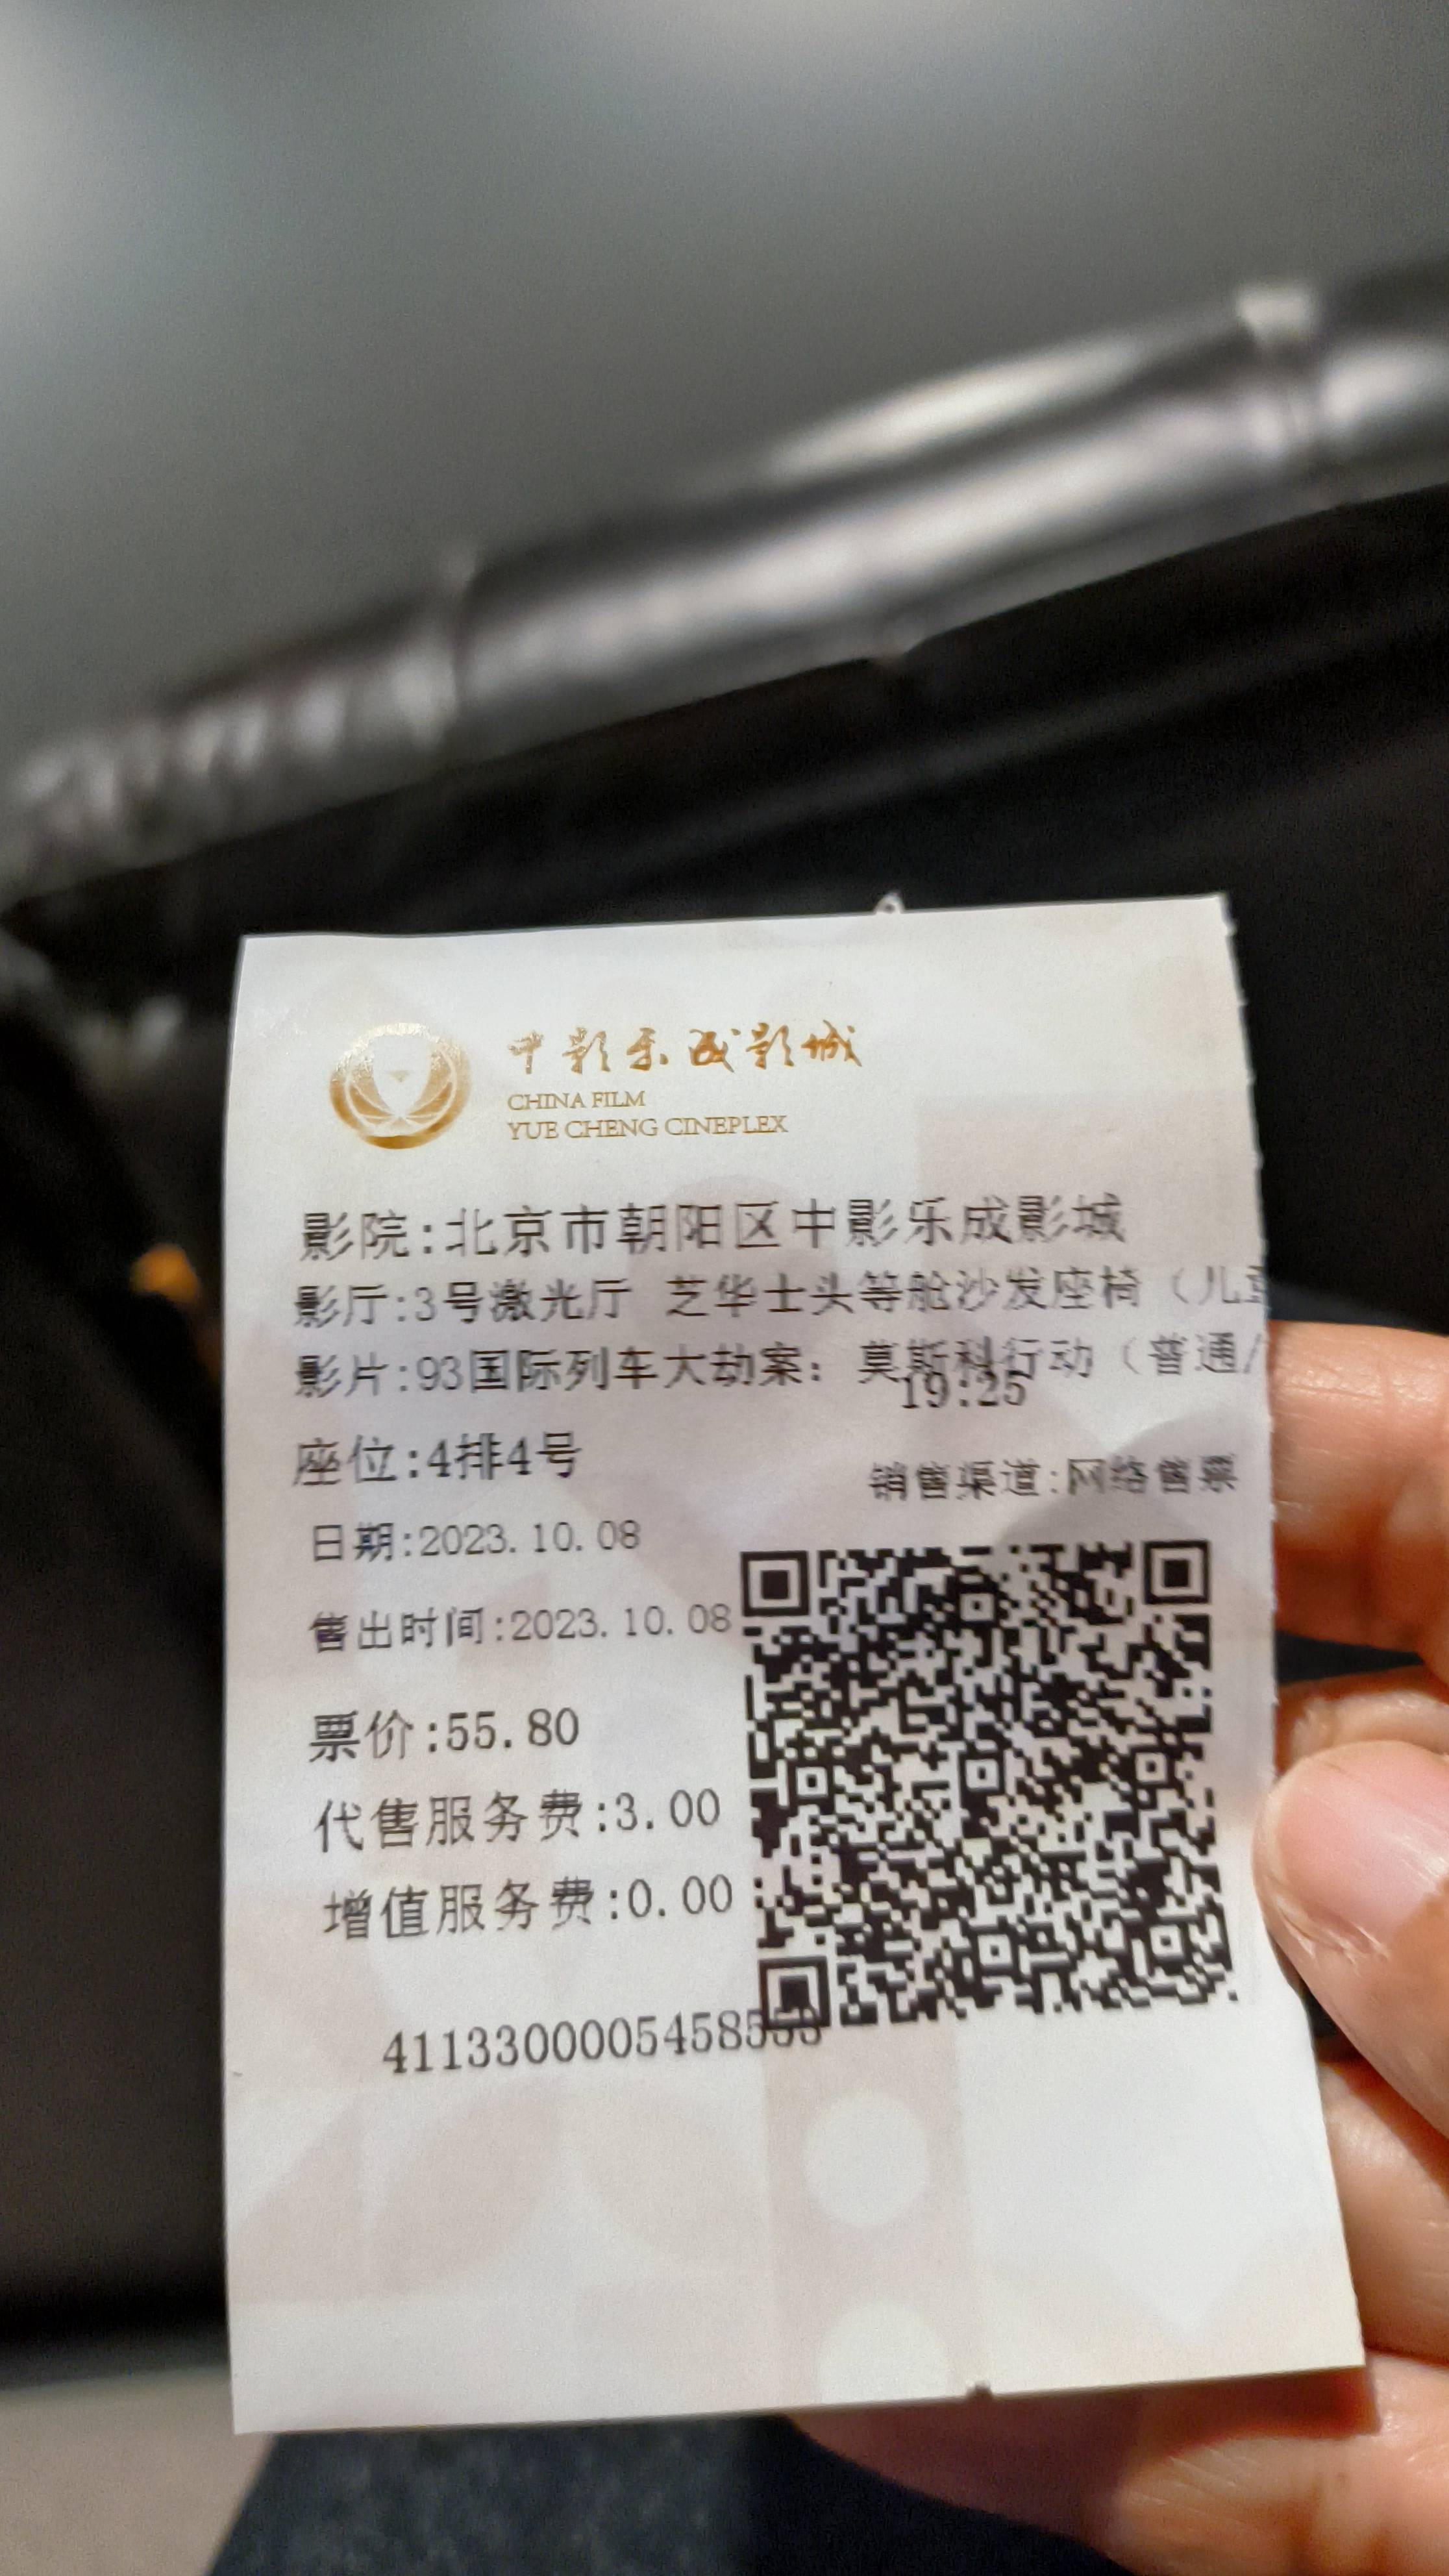 中影乐成影城
CHINA FILM
YUE CHENG CINEPLEX
影院:北京市朝阳区中影乐成影城
影厅:3号激光厅 芝华士头等舱沙发座椅（儿童
影片:93国际列车大劫案：莫斯科行动（普通/
19:25
座位:4排4号
销售渠道:网络售票
日期:2023.10.08
售出时间:2023.10.08
票价:55.80
代售服务费:3.00
增值服务费:0.00
4113300005458553